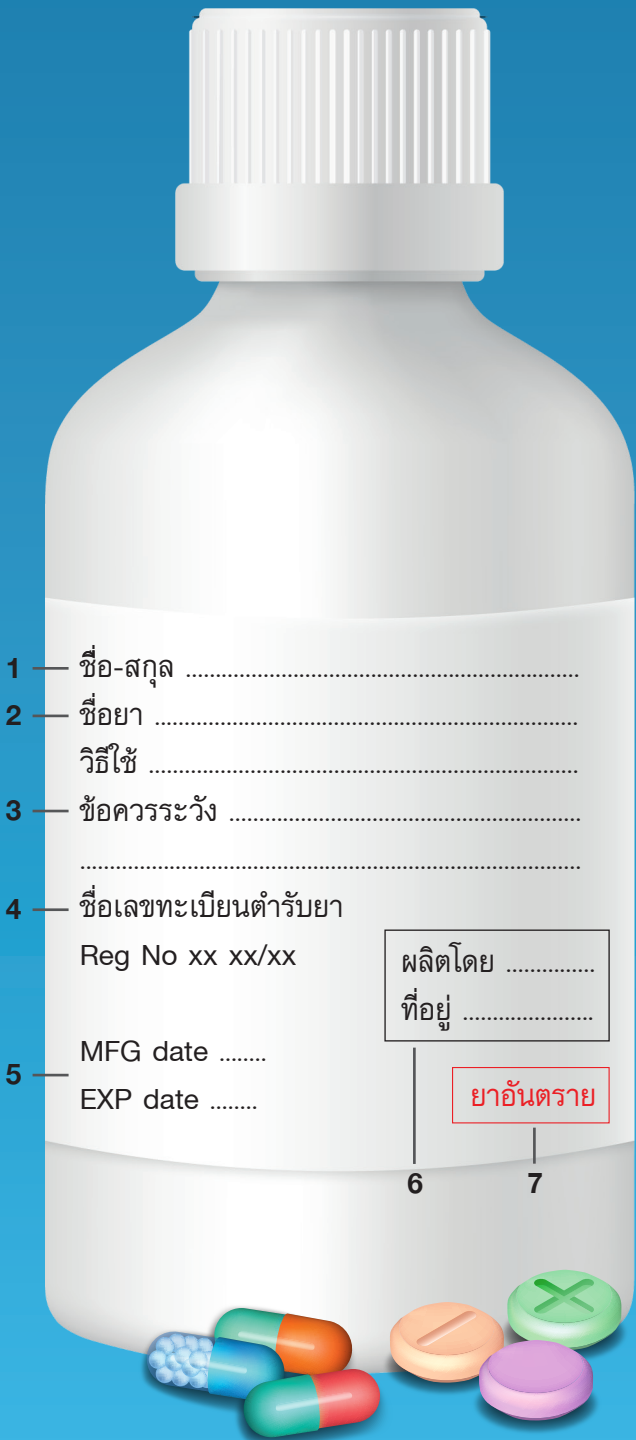 1 ชื่อ-สกุล ..................................................................
2 ชื่อยา .......................................................................
วิธีใช้ ........................................................................
3 ข้อควรระวัง ...........................................................
....................................................................................
4 ชื่อเลขทะเบียนตำรับยา
Reg No xx xx/xx
ผลิตโดย ...............
ที่อยู่ ......................
MFG date ........
5
EXP date ........
ยาอันตราย
6 7